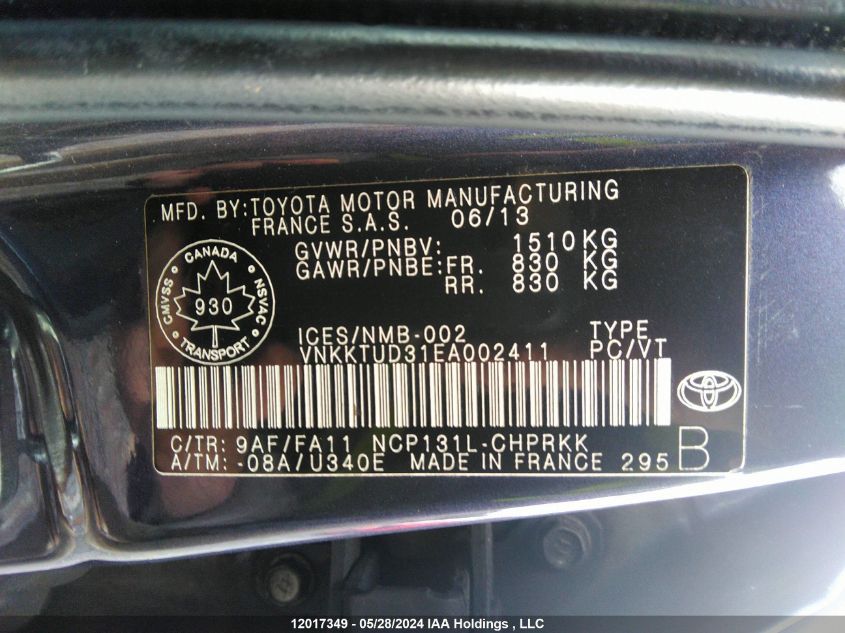 MFD. BY:TOYOTA MOTOR MANUFACTURING
FRANCE S.A.S. 06/13
GVWR/PNBV: 1510 KG
GAWR/PNBE:FR. 830 KG
RR. 830 KG
CANADA
CMVSS
NSVAC
930
TRANSPORT
ICES/NMB-002 TYPE
VNKKTUD31EA002411 PC/VT
C/TR: 9AF/FA11 NCP131L-CHPRKK
A/TM: -08A/U340E MADE IN FRANCE 295 B
12017349 - 05/28/2024 IAA Holdings , LLC